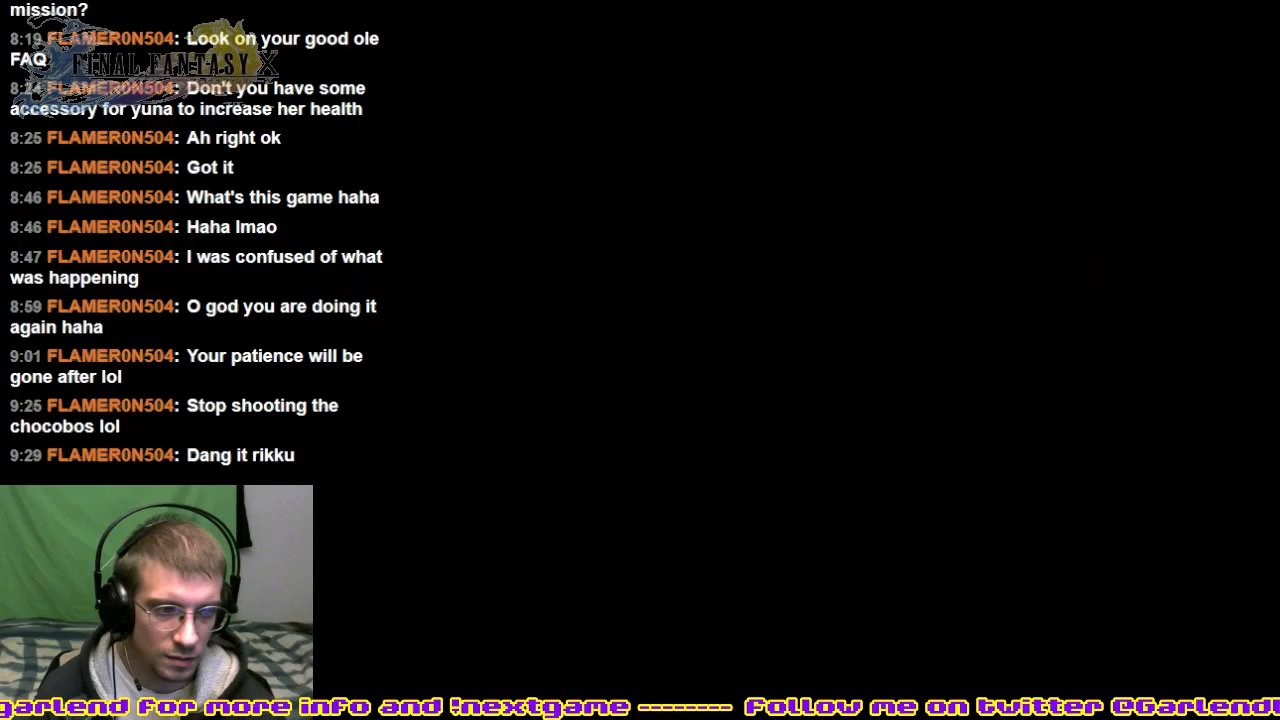 mission?
8:19 FLAMER0N504: Look on your good ole
FAQ
FINAL FANTASY X
8:24 FLAMER0N504: Don't you have some
accessory for yuna to increase her health
8:25 FLAMER0N504: Ah right ok
8:25 FLAMER0N504: Got it
8:46 FLAMER0N504: What's this game haha
8:46 FLAMER0N504: Haha lmao
8:47 FLAMER0N504: I was confused of what
was happening
8:59 FLAMER0N504: O god you are doing it
again haha
9:01 FLAMER0N504: Your patience will be
gone after lol
9:25 FLAMER0N504: Stop shooting the
chocobos lol
9:29 FLAMER0N504: Dang it rikku
garlend for more info and !nextgame -------- Follow me on twitter @Garlend